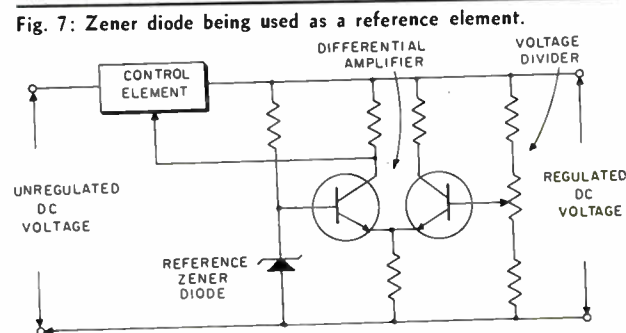 Fig. 7: Zener diode being used as a reference element.
DIFFERENTIAL
AMPLIFIER
VOLTAGE
DIVIDER
CONTROL
ELEMENT
UNREGULATED
DC
VOLTAGE
REGULATED
DC
VOLTAGE
REFERENCE
ZENER
DIODE